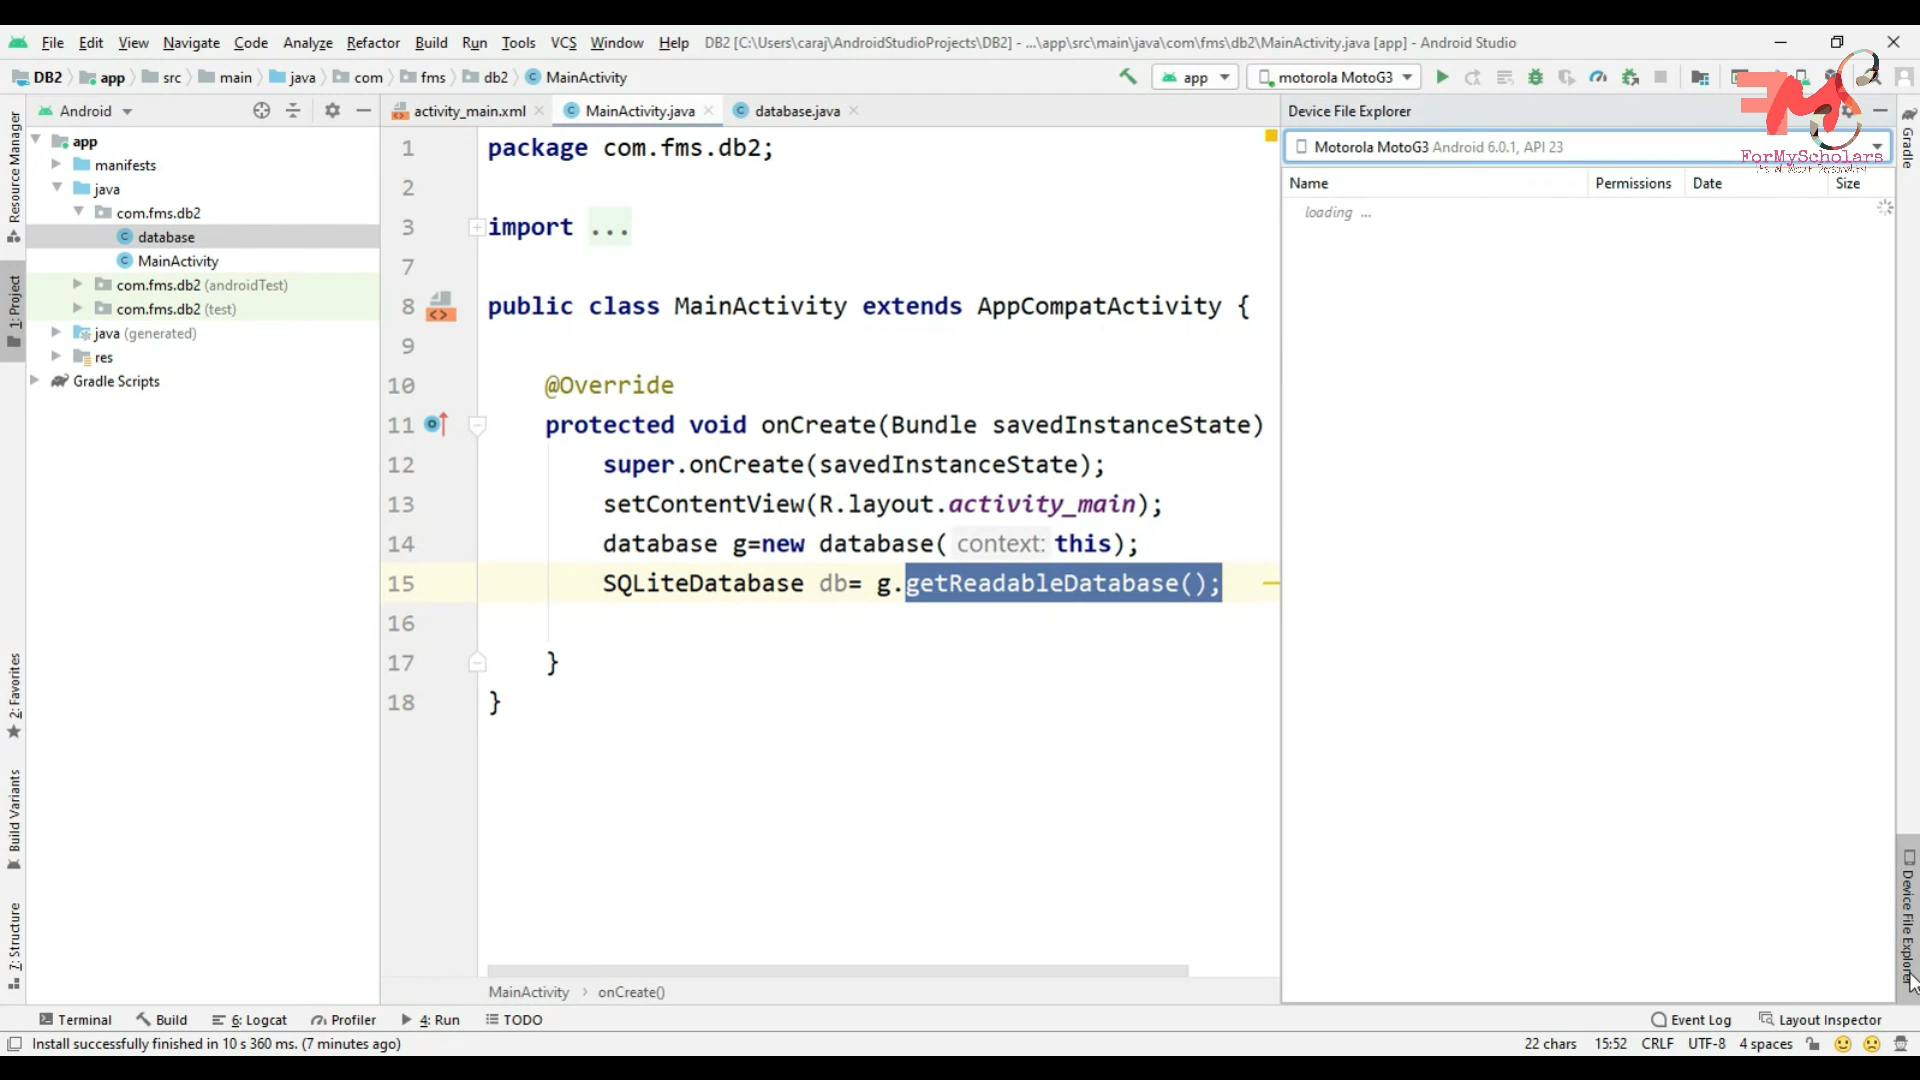 File Edit View Navigate Code Analyze Refactor Build Run Tools VCS Window Help DB2 [C:\Users\caraj\AndroidStudioProjects\DB2] - ...\app\src\main\java\com\fms\db2\MainActivity.java [app] - Android Studio
DB2 app src main java com fms db2 MainActivity app motorola MotoG3
Android
activity_main.xml MainActivity.java database.java
Device File Explorer
Motorola MotoG3 Android 6.0.1, API 23
FM
ForMyScholars
Name Permissions Date Size
loading ...
app
manifests
java
com.fms.db2
database
MainActivity
com.fms.db2 (androidTest)
com.fms.db2 (test)
java (generated)
res
Gradle Scripts
1 package com.fms.db2;
2
3 import ...
7
8 public class MainActivity extends AppCompatActivity {
9
10 @Override
11 protected void onCreate(Bundle savedInstanceState)
12 super.onCreate(savedInstanceState);
13 setContentView(R.layout.activity_main);
14 database g=new database( context: this);
15 SQLiteDatabase db= g.getReadableDatabase();
16
17 }
18 }
MainActivity onCreate()
Resource Manager
1: Project
2: Favorites
Build Variants
7: Structure
Gradle
Device File Explorer
Terminal Build 6: Logcat Profiler 4: Run TODO Event Log Layout Inspector
Install successfully finished in 10 s 360 ms. (7 minutes ago) 22 chars 15:52 CRLF UTF-8 4 spaces